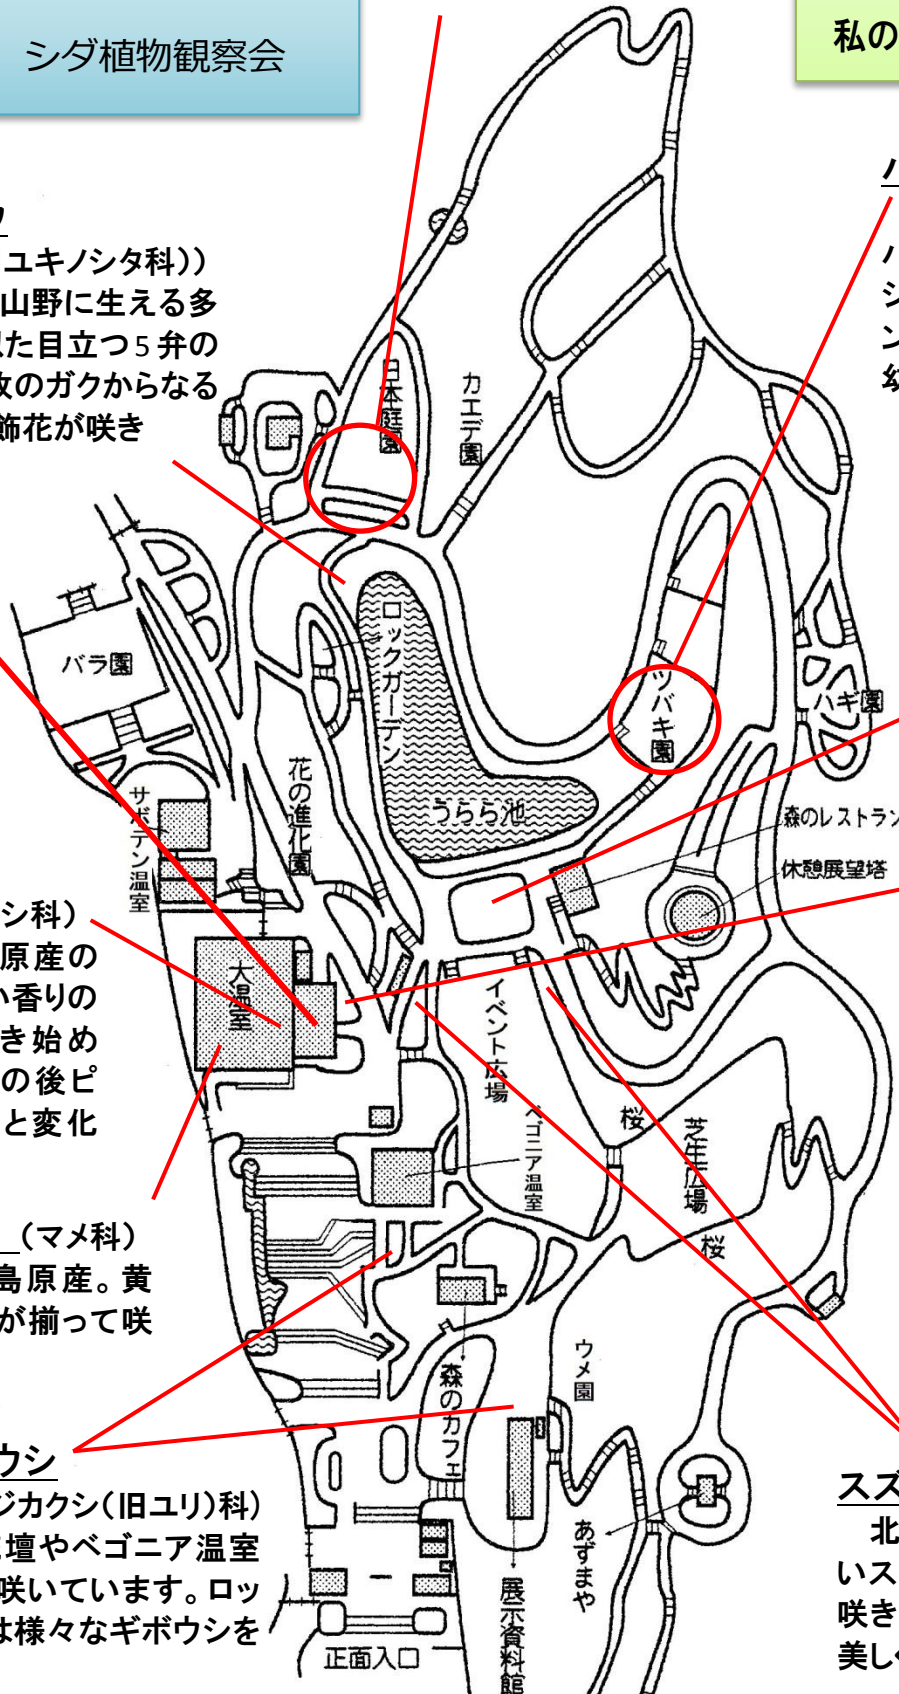 シダ植物観察会
私の
ユキノシタ科))
山野に生える多
た目立つ5弁の
枚のガクからなる
飾花が咲き
日本庭園
カエデ園
ロックガーデン
バラ園
ツバキ園
ハギ園
花の進化園
うらら池
サボテン温室
森のレストラン
休憩展望塔
シ科)
原産の
い香りの
き始め
の後ピ
と変化
大温室
イベント広場
ベゴニア温室
桜
芝生広場
桜
(マメ科)
島原産。黄
が揃って咲
ウメ園
森のカフェ
ウシ
ジカクシ(旧ユリ)科)
壇やベゴニア温室
咲いています。ロッ
は様々なギボウシを
あずまや
展示資料館
正面入口
スズ
北
いス
咲き
美し